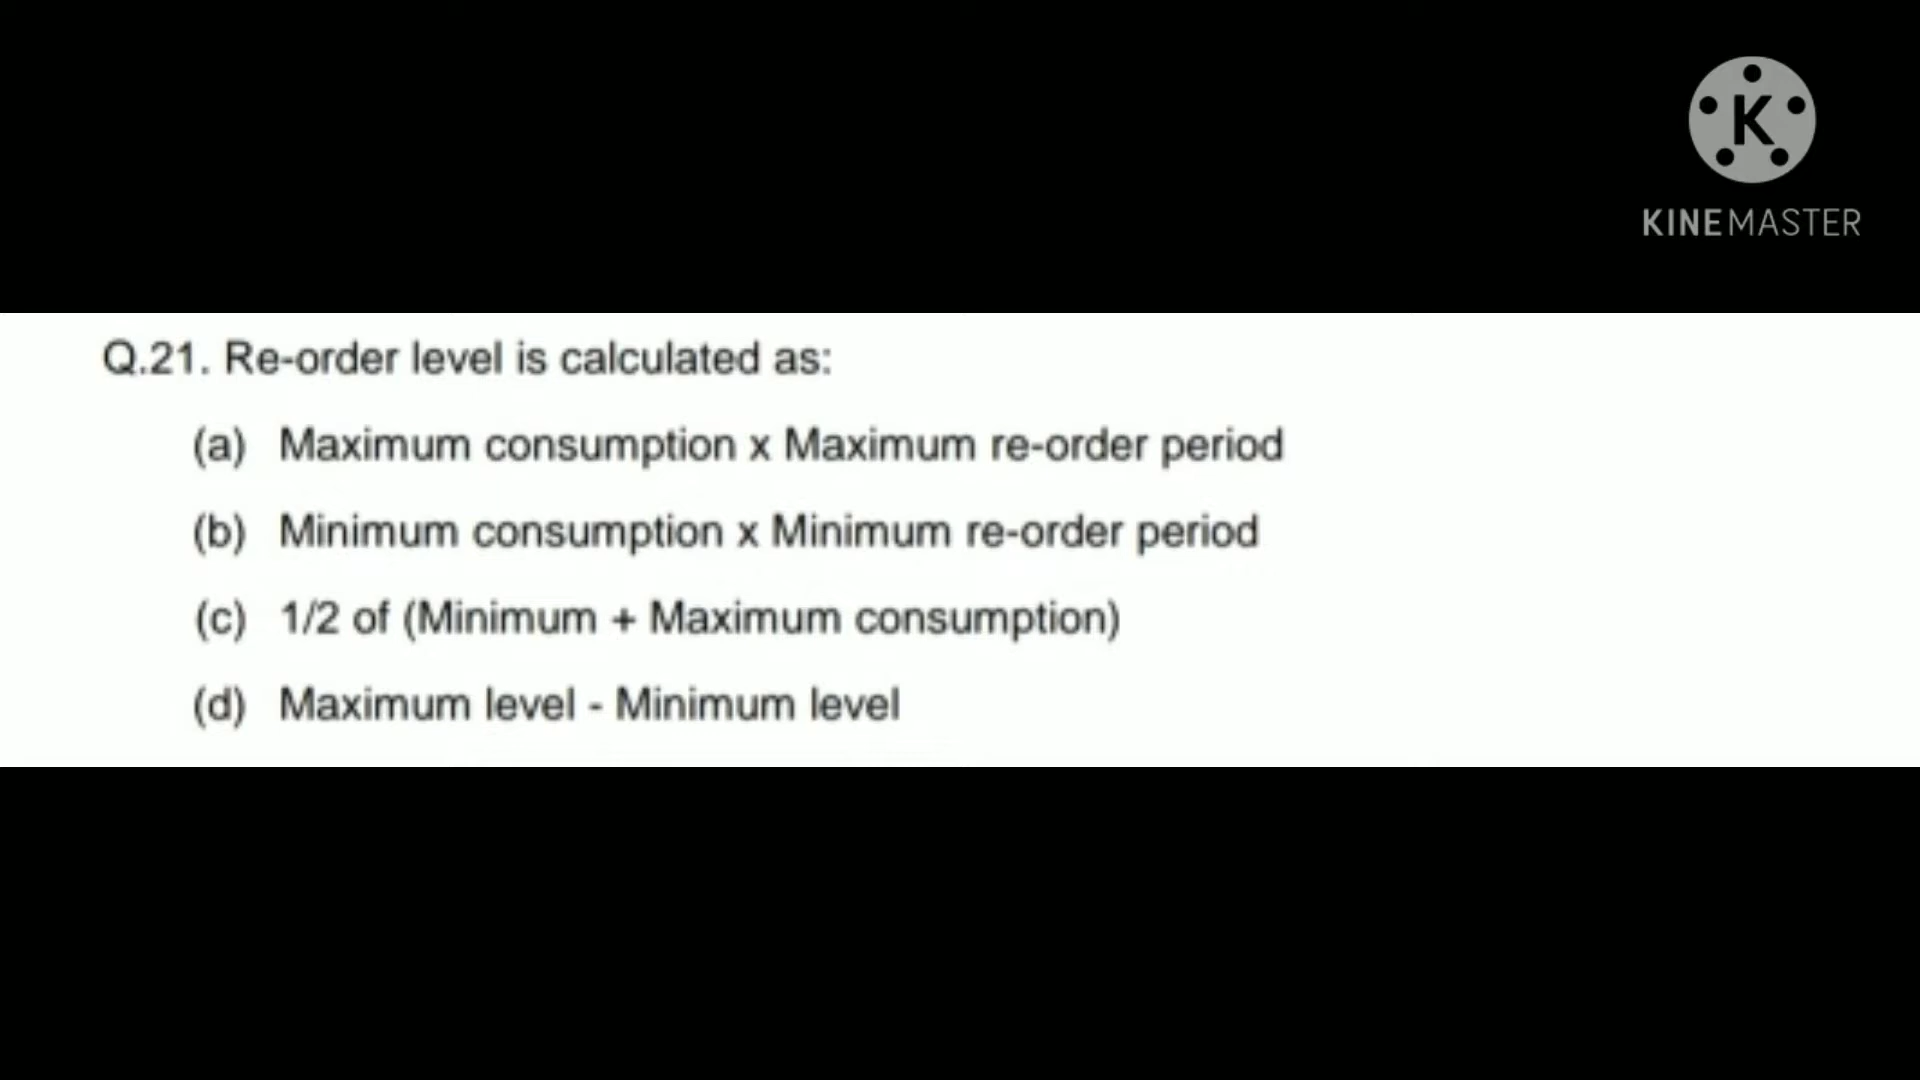 K
KINEMASTER
Q.21. Re-order level is calculated as:
(a) Maximum consumption x Maximum re-order period
(b) Minimum consumption x Minimum re-order period
(c) 1/2 of (Minimum + Maximum consumption)
(d) Maximum level - Minimum level